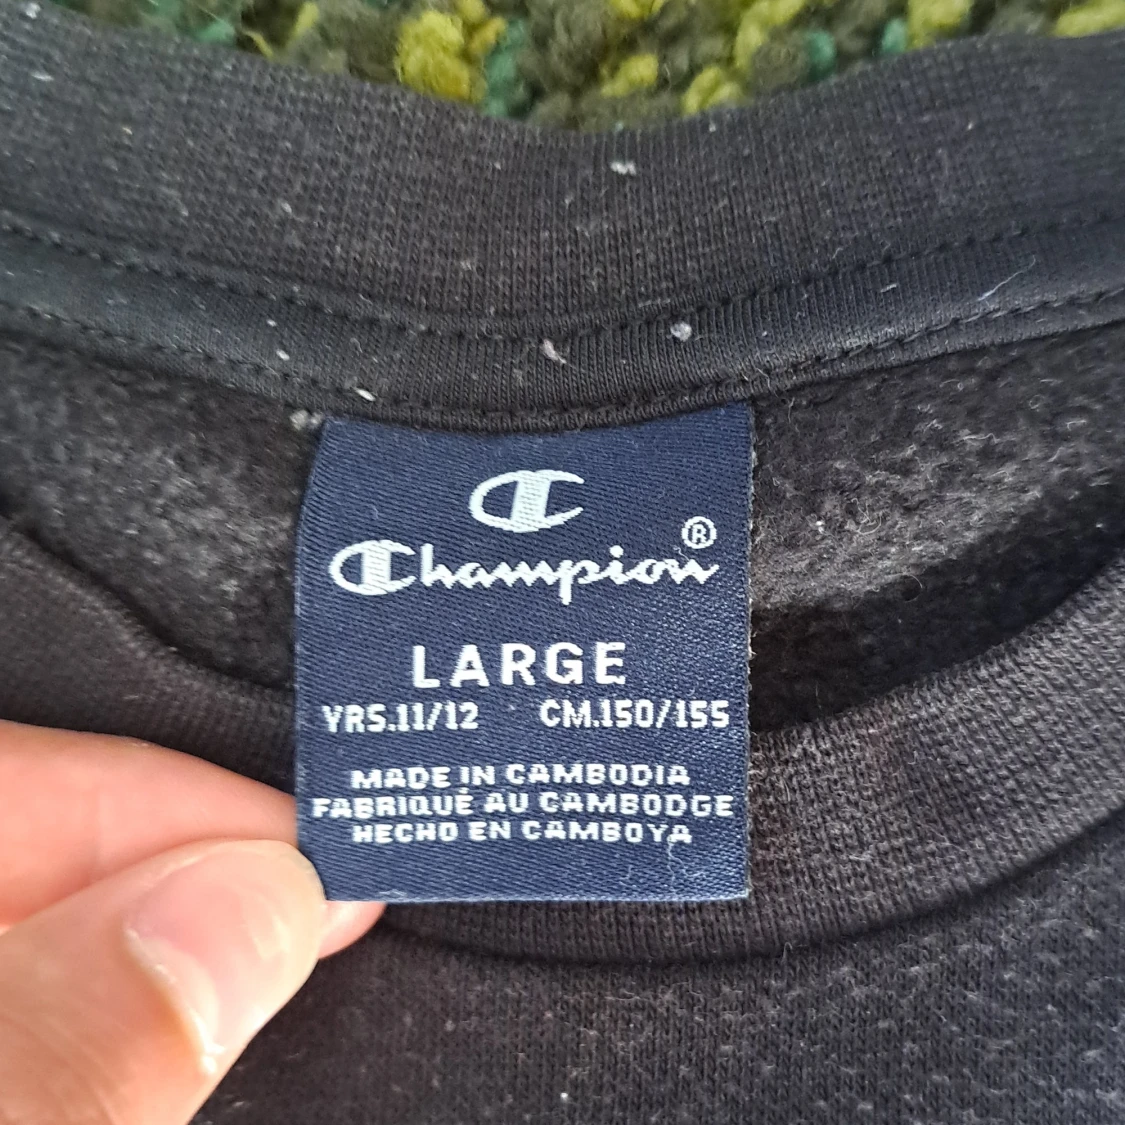 Champion®
LARGE
YRS.11/12 CM.150/155
MADE IN CAMBODIA
FABRIQUÉ AU CAMBODGE
HECHO EN CAMBOYA